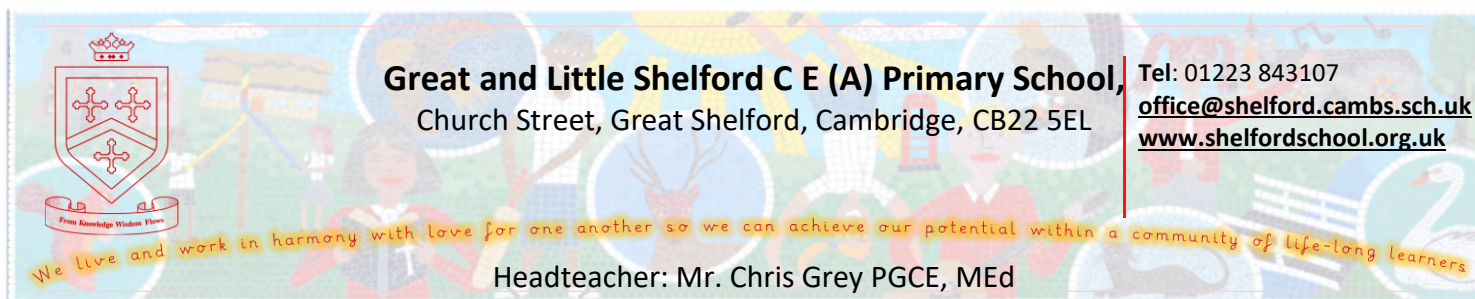 Great and Little Shelford C E (A) Primary School,
Church Street, Great Shelford, Cambridge, CB22 5EL
Tel: 01223 843107
office@shelford.cambs.sch.uk
www.shelfordschool.org.uk
From Knowledge Wisdom Flows
We live and work in harmony with love for one another so we can achieve our potential within a community of life-long learners
Headteacher: Mr. Chris Grey PGCE, MEd